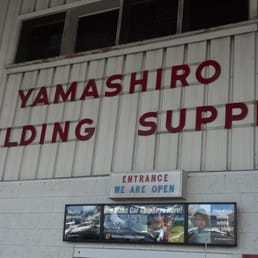 YAMASHIRO
ILDING SUPP
ENTRANCE
WE ARE OPEN